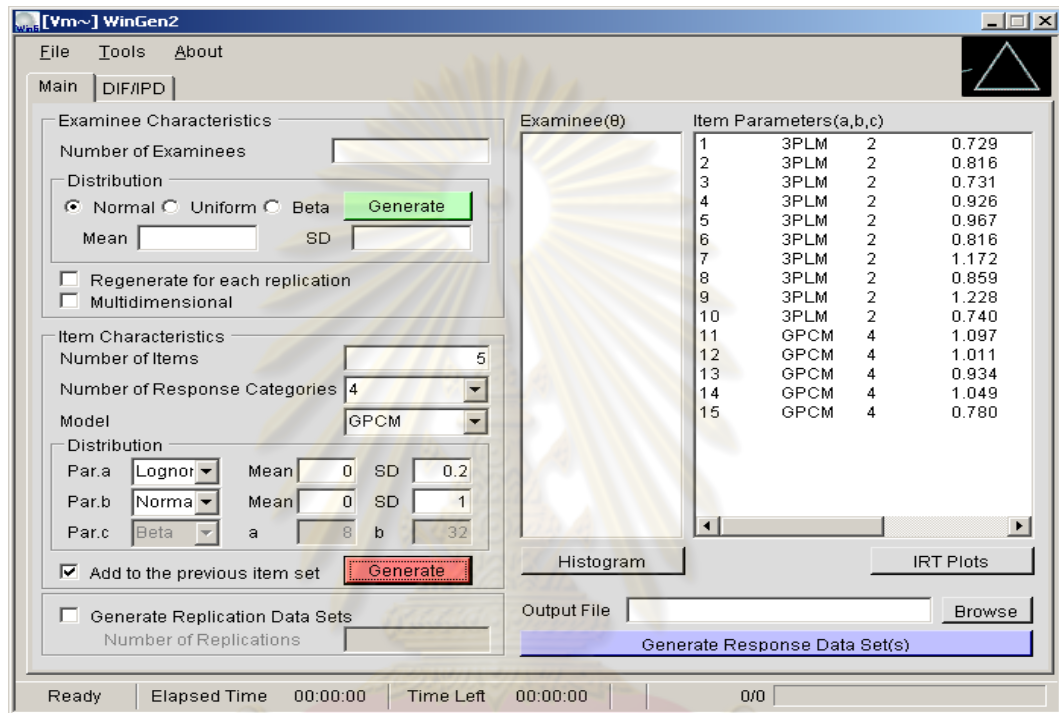 [∀m~] WinGen2
File Tools About
Main DIF/IPD
Examinee Characteristics
Number of Examinees
Distribution
Normal Uniform Beta Generate
Mean SD
Regenerate for each replication
Multidimensional
Item Characteristics
Number of Items 5
Number of Response Categories 4
Model GPCM
Distribution
Par.a Lognor Mean 0 SD 0.2
Par.b Norma Mean 0 SD 1
Par.c Beta a 8 b 32
Add to the previous item set Generate
Generate Replication Data Sets
Number of Replications
Examinee(θ)
Item Parameters(a,b,c)
1 3PLM 2 0.729
2 3PLM 2 0.816
3 3PLM 2 0.731
4 3PLM 2 0.926
5 3PLM 2 0.967
6 3PLM 2 0.816
7 3PLM 2 1.172
8 3PLM 2 0.859
9 3PLM 2 1.228
10 3PLM 2 0.740
11 GPCM 4 1.097
12 GPCM 4 1.011
13 GPCM 4 0.934
14 GPCM 4 1.049
15 GPCM 4 0.780
Histogram IRT Plots
Output File Browse
Generate Response Data Set(s)
Ready Elapsed Time 00:00:00 Time Left 00:00:00 0/0